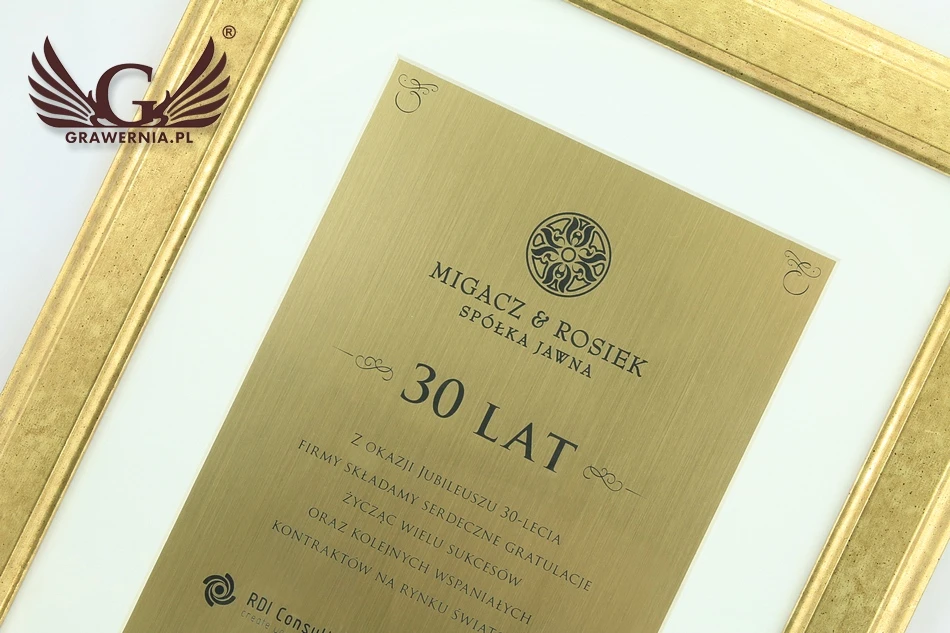 G
®
GRAWERNIA.PL
MIGACZ & ROSIEK
SPÓŁKA JAWNA
30 LAT
Z OKAZJI JUBILEUSZU 30-LECIA
FIRMY SKŁADAMY SERDECZNE GRATULACJE
ŻYCZĄC WIELU SUKCESÓW
ORAZ KOLEJNYCH WSPANIAŁYCH
KONTRAKTÓW NA RYNKU
RDI